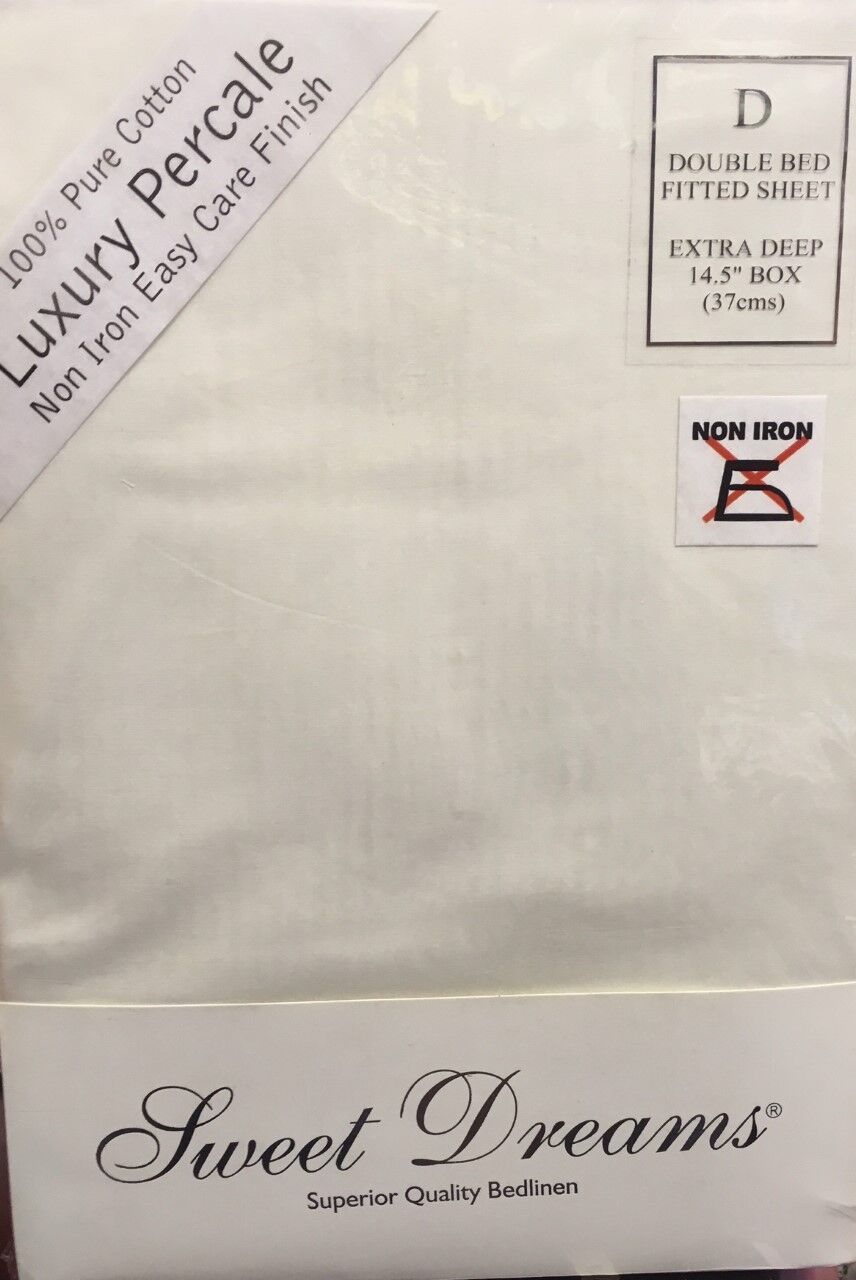 100% Pure Cotton
Luxury Percale
Non Iron Easy Care Finish
D
DOUBLE BED
FITTED SHEET
EXTRA DEEP
14.5" BOX
(37cms)
NON IRON
Sweet Dreams®
Superior Quality Bedlinen